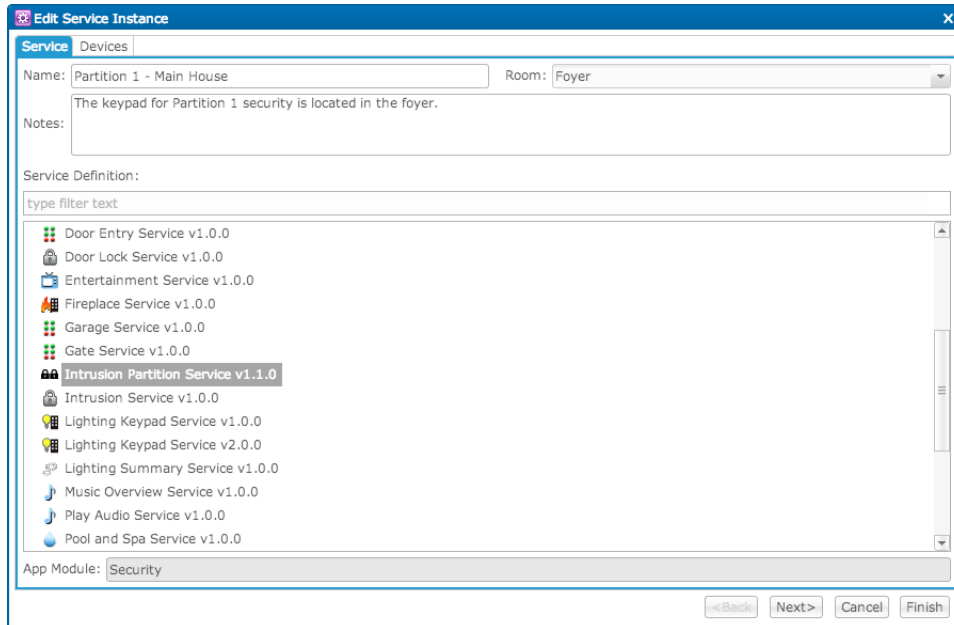 Edit Service Instance
Service Devices
Name: Partition 1 - Main House Room: Foyer
Notes: The keypad for Partition 1 security is located in the foyer.
Service Definition:
type filter text
Door Entry Service v1.0.0
Door Lock Service v1.0.0
Entertainment Service v1.0.0
Fireplace Service v1.0.0
Garage Service v1.0.0
Gate Service v1.0.0
Intrusion Partition Service v1.1.0
Intrusion Service v1.0.0
Lighting Keypad Service v1.0.0
Lighting Keypad Service v2.0.0
Lighting Summary Service v1.0.0
Music Overview Service v1.0.0
Play Audio Service v1.0.0
Pool and Spa Service v1.0.0
App Module: Security
<Back Next> Cancel Finish